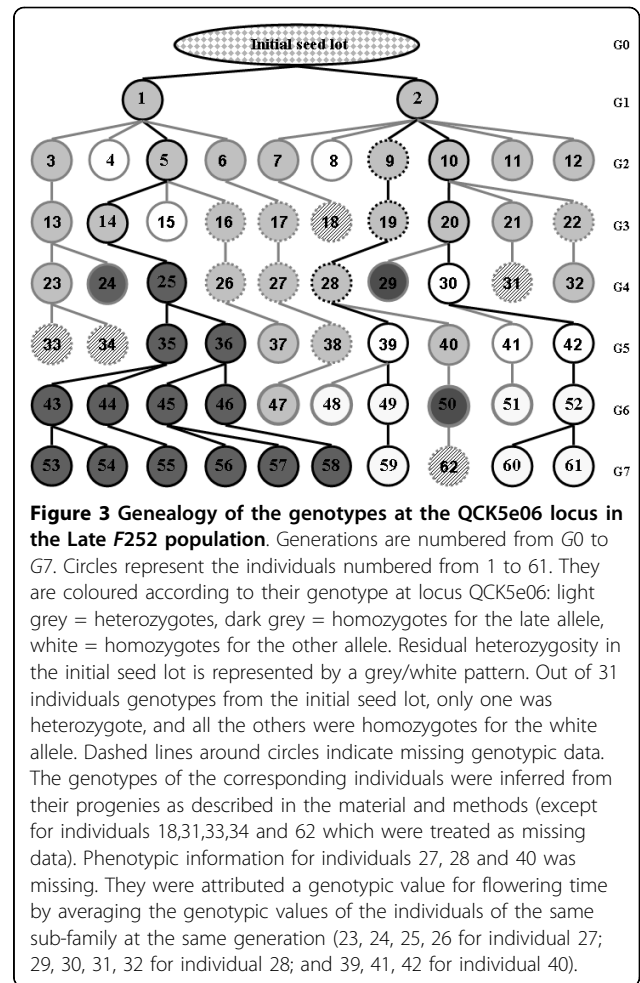 Initial seed lot G0
1 2 G1
3 4 5 6 7 8 9 10 11 12 G2
13 14 15 16 17 18 19 20 21 22 G3
23 24 25 26 27 28 29 30 31 32 G4
33 34 35 36 37 38 39 40 41 42 G5
43 44 45 46 47 48 49 50 51 52 G6
53 54 55 56 57 58 59 62 60 61 G7
Figure 3 Genealogy of the genotypes at the QCK5e06 locus in
the Late F252 population. Generations are numbered from G0 to
G7. Circles represent the individuals numbered from 1 to 61. They
are coloured according to their genotype at locus QCK5e06: light
grey = heterozygotes, dark grey = homozygotes for the late allele,
white = homozygotes for the other allele. Residual heterozygosity in
the initial seed lot is represented by a grey/white pattern. Out of 31
individuals genotypes from the initial seed lot, only one was
heterozygote, and all the others were homozygotes for the white
allele. Dashed lines around circles indicate missing genotypic data.
The genotypes of the corresponding individuals were inferred from
their progenies as described in the material and methods (except
for individuals 18,31,33,34 and 62 which were treated as missing
data). Phenotypic information for individuals 27, 28 and 40 was
missing. They were attributed a genotypic value for flowering time
by averaging the genotypic values of the individuals of the same
sub-family at the same generation (23, 24, 25, 26 for individual 27;
29, 30, 31, 32 for individual 28; and 39, 41, 42 for individual 40).